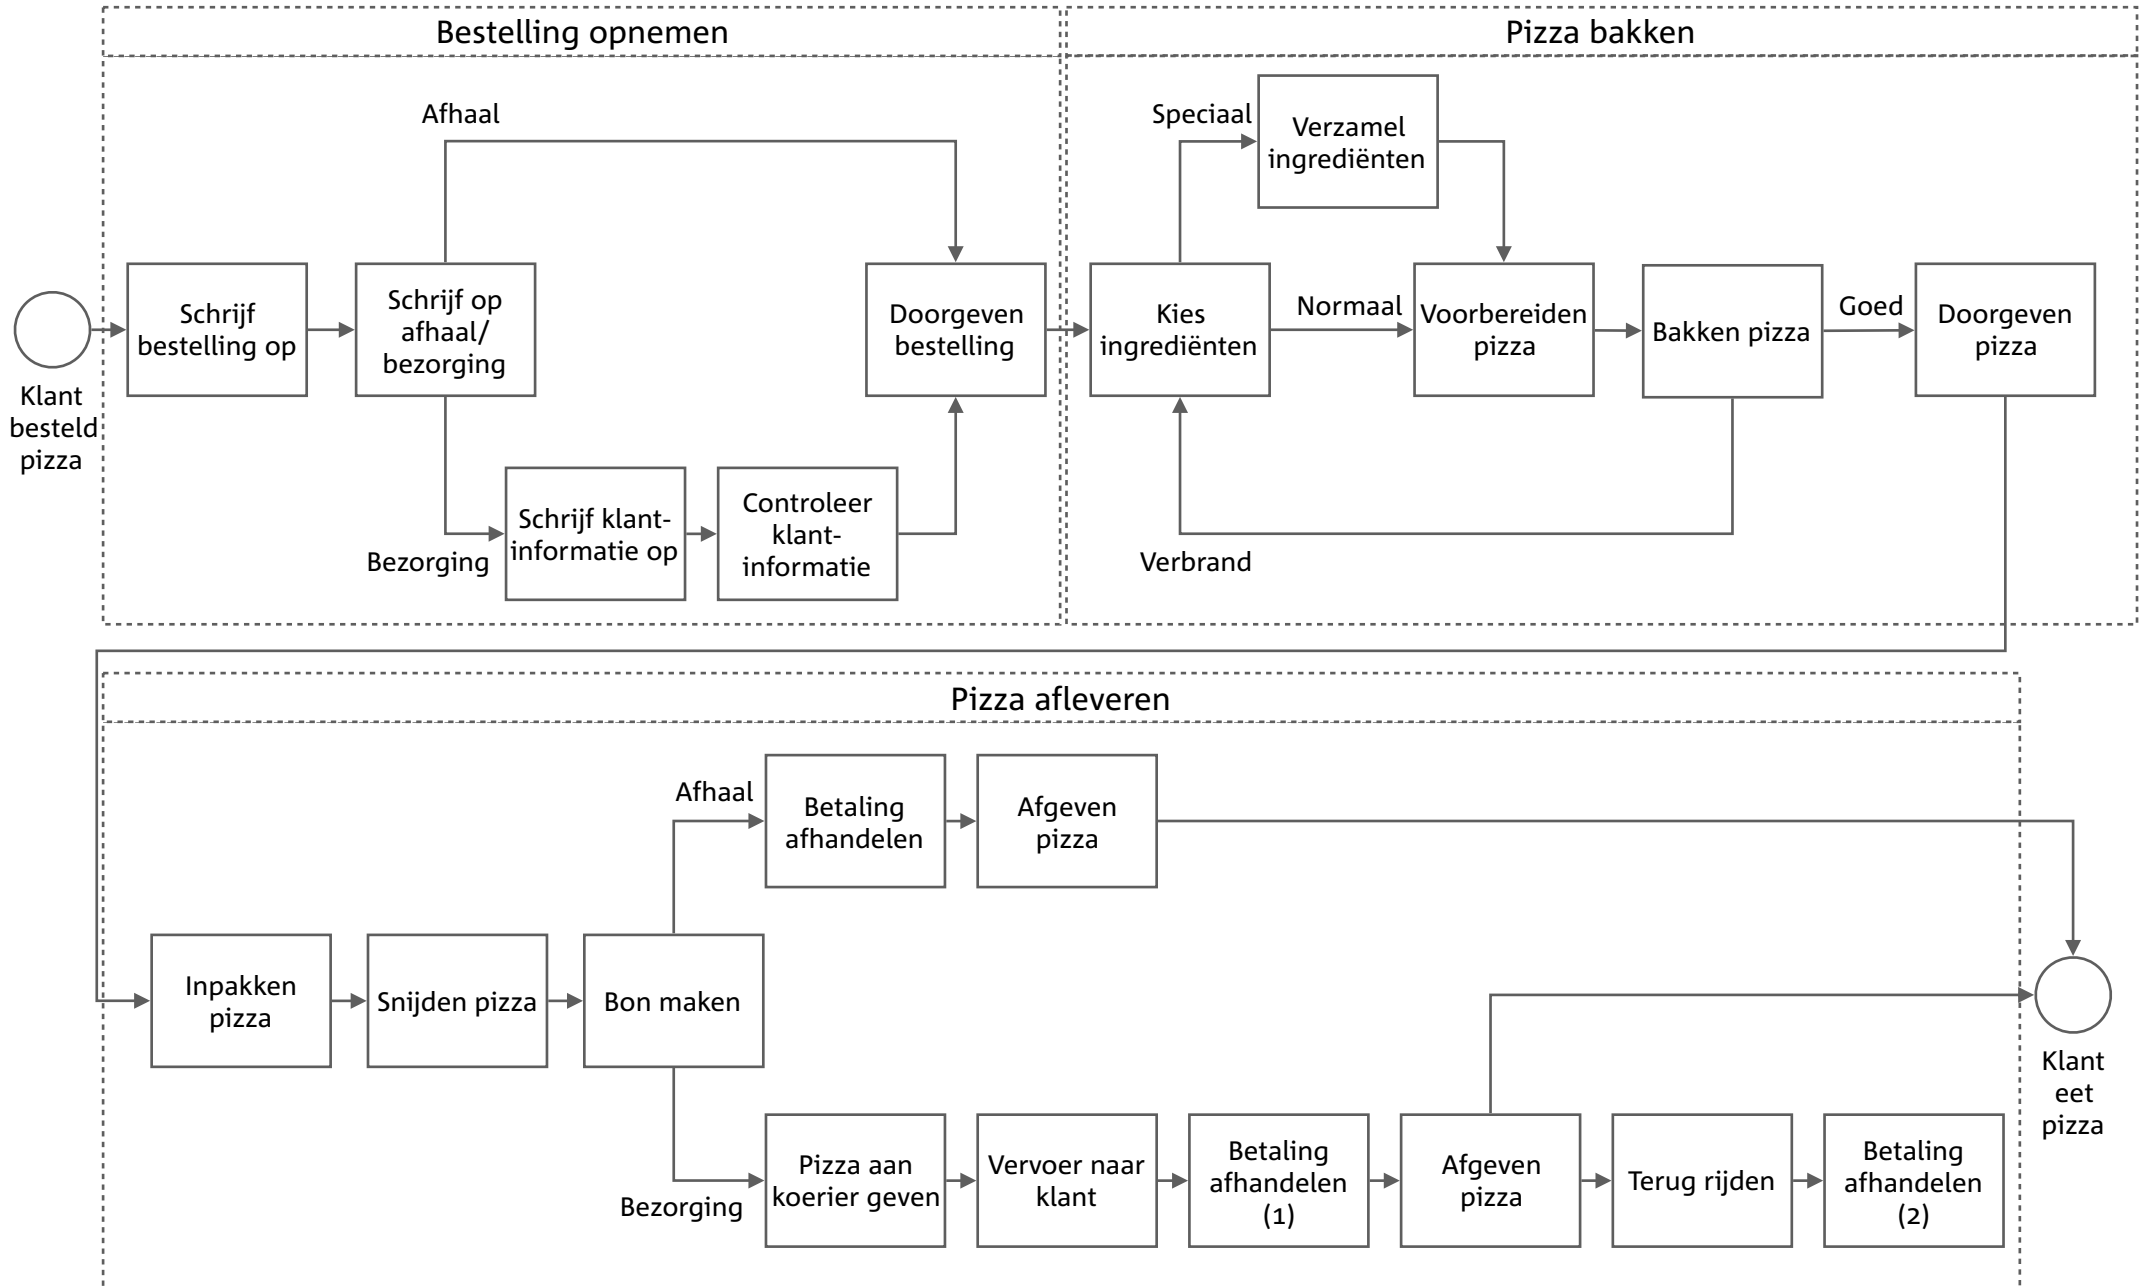 Bestelling opnemen
Pizza bakken
Afhaal
Speciaal
Verzamel
ingrediënten
Klant
besteld
pizza
Schrijf
bestelling op
Schrijf op
afhaal/
bezorging
Doorgeven
bestelling
Kies
ingrediënten
Normaal
Voorbereiden
pizza
Bakken pizza
Goed
Doorgeven
pizza
Bezorging
Schrijf klant-
informatie op
Controleer
klant-
informatie
Verbrand
Pizza afleveren
Afhaal
Betaling
afhandelen
Afgeven
pizza
Inpakken
pizza
Snijden pizza
Bon maken
Klant
eet
pizza
Bezorging
Pizza aan
koerier geven
Vervoer naar
klant
Betaling
afhandelen
(1)
Afgeven
pizza
Terug rijden
Betaling
afhandelen
(2)